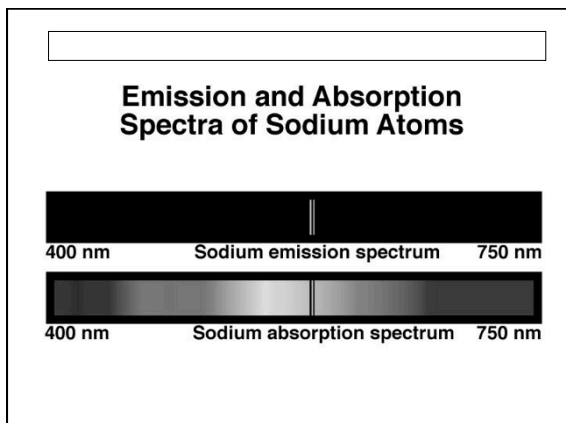 Emission and Absorption
Spectra of Sodium Atoms
400 nm Sodium emission spectrum 750 nm
400 nm Sodium absorption spectrum 750 nm